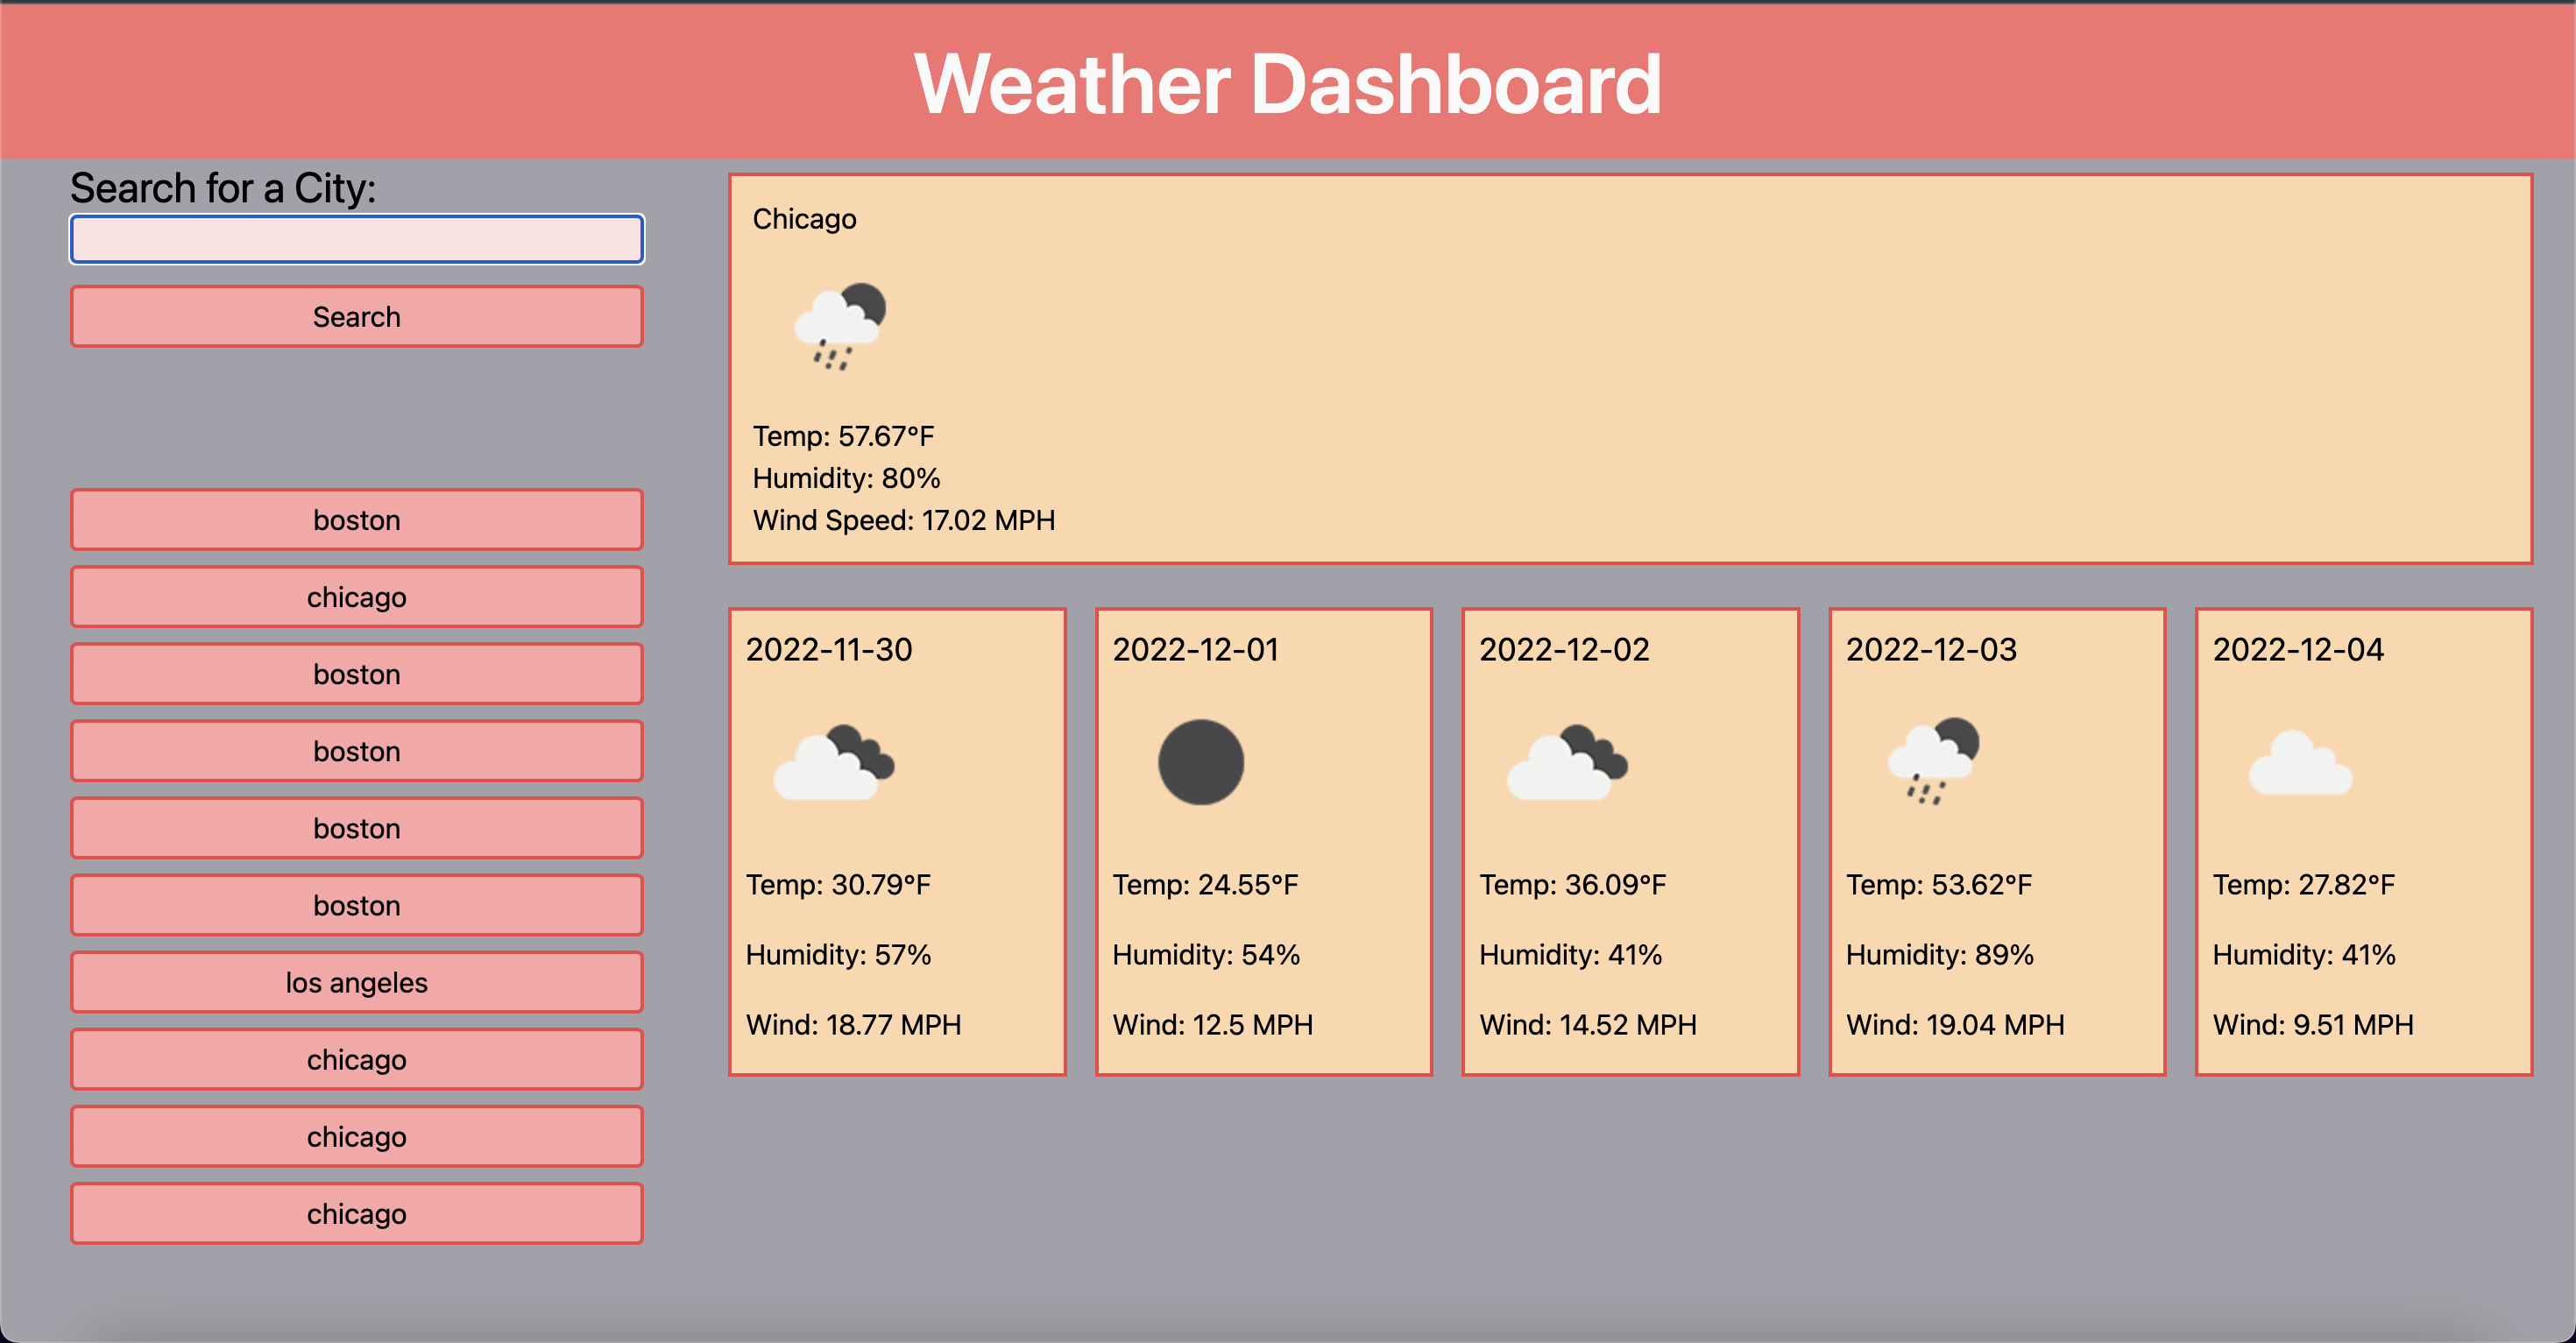 Weather Dashboard
Search for a City:
Search
boston
chicago
boston
boston
boston
boston
los angeles
chicago
chicago
chicago
Chicago
Temp: 57.67°F
Humidity: 80%
Wind Speed: 17.02 MPH
2022-11-30
Temp: 30.79°F
Humidity: 57%
Wind: 18.77 MPH
2022-12-01
Temp: 24.55°F
Humidity: 54%
Wind: 12.5 MPH
2022-12-02
Temp: 36.09°F
Humidity: 41%
Wind: 14.52 MPH
2022-12-03
Temp: 53.62°F
Humidity: 89%
Wind: 19.04 MPH
2022-12-04
Temp: 27.82°F
Humidity: 41%
Wind: 9.51 MPH